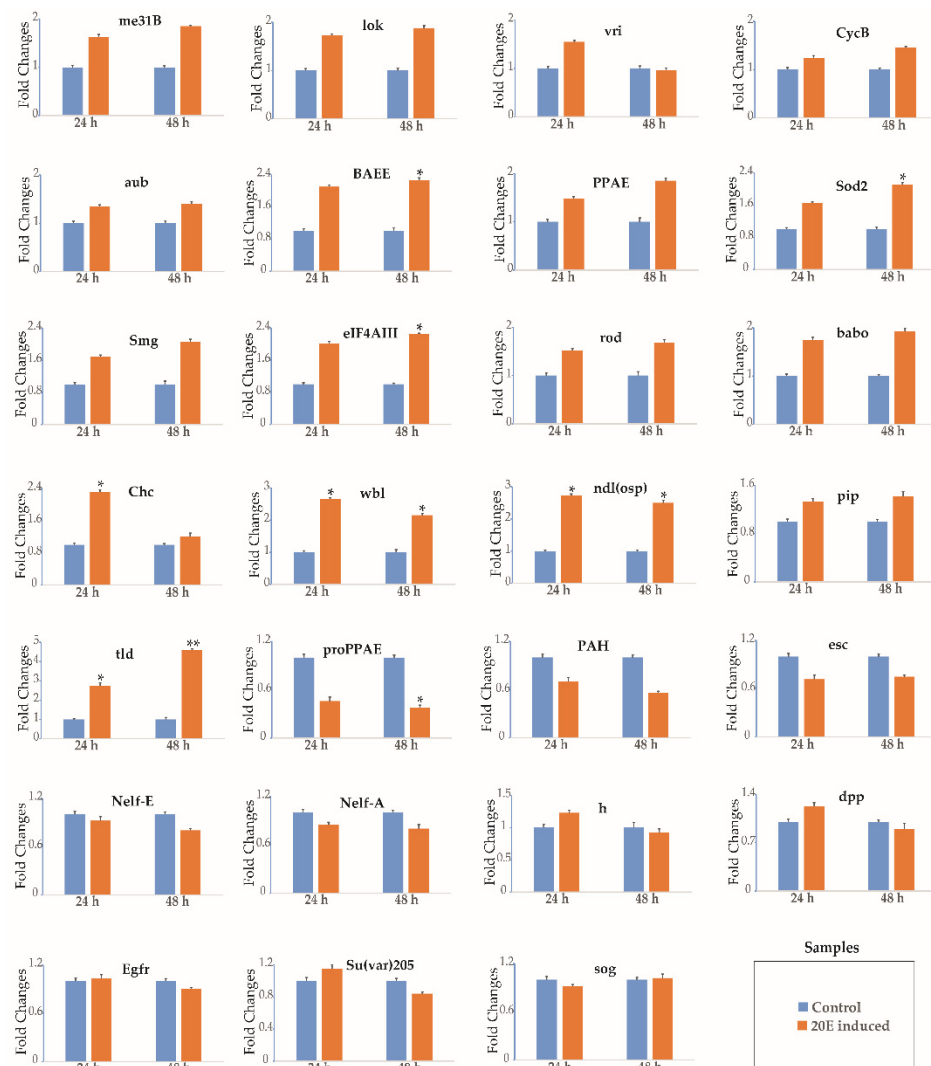 me31B
Fold Changes
2
1
0
24 h 48 h
lok
Fold Changes
2
1
0
24 h 48 h
vri
Fold Changes
2
1
0
24 h 48 h
CycB
Fold Changes
2
1
0
24 h 48 h
aub
Fold Changes
2
1
0
24 h 48 h
BAEE
Fold Changes
2.4
1.6
0.8
0
*
24 h 48 h
PPAE
Fold Changes
2
1
0
24 h 48 h
Sod2
Fold Changes
2.4
1.6
0.8
0
*
24 h 48 h
Smg
Fold Changes
2.4
1.6
0.8
0
24 h 48 h
eIF4AIII
Fold Changes
2.4
1.6
0.8
0
*
24 h 48 h
rod
Fold Changes
2
1
0
24 h 48 h
babo
Fold Changes
2
1
0
24 h 48 h
Chc
Fold Changes
2.4
1.6
0.8
0
*
24 h 48 h
wbl
Fold Changes
3
2
1
0
* *
24 h 48 h
ndl(osp)
Fold Changes
3
2
1
0
* *
24 h 48 h
pip
Fold Changes
1.6
0.8
0
24 h 48 h
tld
Fold Changes
5
4
3
2
1
0
* **
24 h 48 h
proPPAE
Fold Changes
1.2
0.6
0
*
24 h 48 h
PAH
Fold Changes
1.2
0.6
0
24 h 48 h
esc
Fold Changes
1.2
0.6
0
24 h 48 h
Nelf-E
Fold Changes
1.2
0.6
0
24 h 48 h
Nelf-A
Fold Changes
1.2
0.6
0
24 h 48 h
h
Fold Changes
1.5
1
0.5
0
24 h 48 h
dpp
Fold Changes
1.4
0.7
0
24 h 48 h
Egfr
Fold Changes
1.2
0.6
0
24 h 48 h
Su(var)205
Fold Changes
1.2
0.8
0.4
0
24 h 48 h
sog
Fold Changes
1.2
0.6
0
24 h 48 h
Samples
Control
20E induced